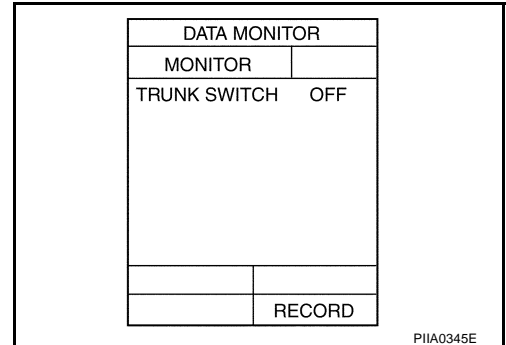 DATA MONITOR
MONITOR
TRUNK SWITCH OFF
RECORD
PIIA0345E